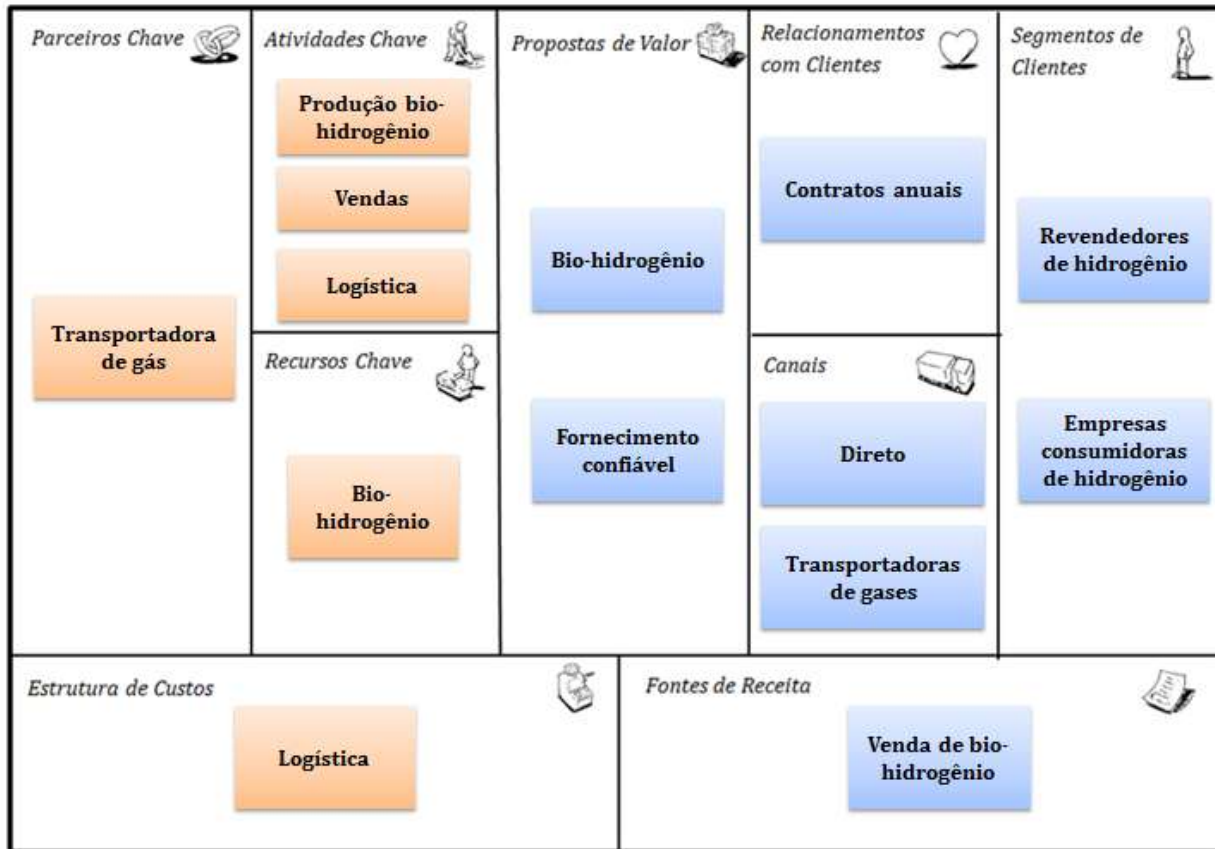 Parceiros Chave
Atividades Chave
Produção bio-
hidrogênio
Vendas
Logística
Propostas de Valor
Bio-hidrogênio
Fornecimento
confiável
Relacionamentos
com Clientes
Contratos anuais
Segmentos de
Clientes
Revendedores
de hidrogênio
Empresas
consumidoras
de hidrogênio
Transportadora
de gás
Recursos Chave
Bio-
hidrogênio
Canais
Direto
Transportadoras
de gases
Estrutura de Custos
Logística
Fontes de Receita
Venda de bio-
hidrogênio